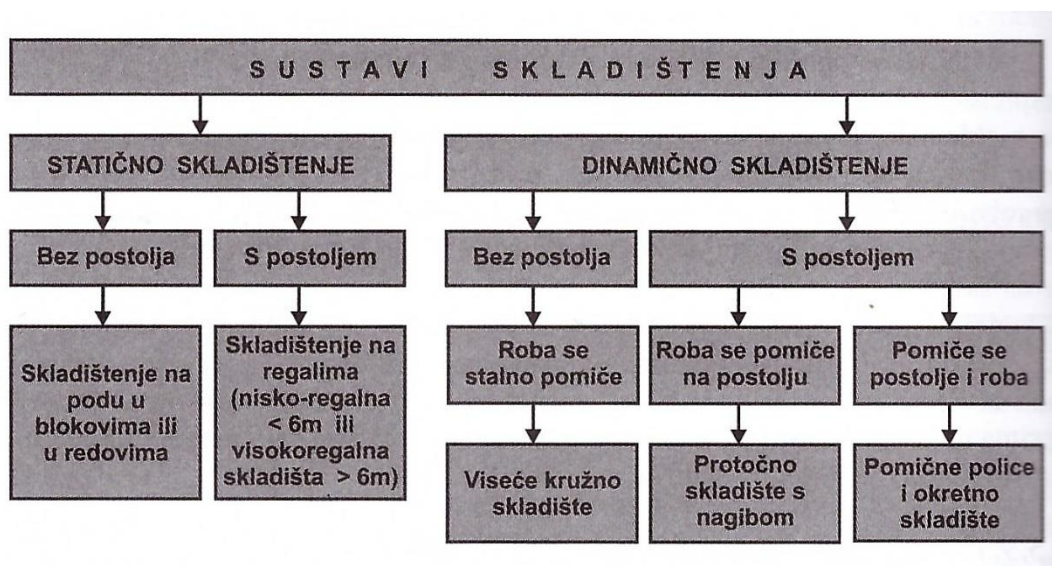 SUSTAVI SKLADIŠTENJA
STATIČNO SKLADIŠTENJE
DINAMIČNO SKLADIŠTENJE
Bez postolja
S postoljem
Bez postolja
S postoljem
Skladištenje na
podu u
blokovima ili
u redovima
Skladištenje na
regalima
(nisko-regalna
< 6m ili
visokoregalna
skladišta > 6m)
Roba se
stalno pomiče
Roba se pomiče
na postolju
Pomiče se
postolje i roba
Viseće kružno
skladište
Protočno
skladište s
nagibom
Pomične police
i okretno
skladište